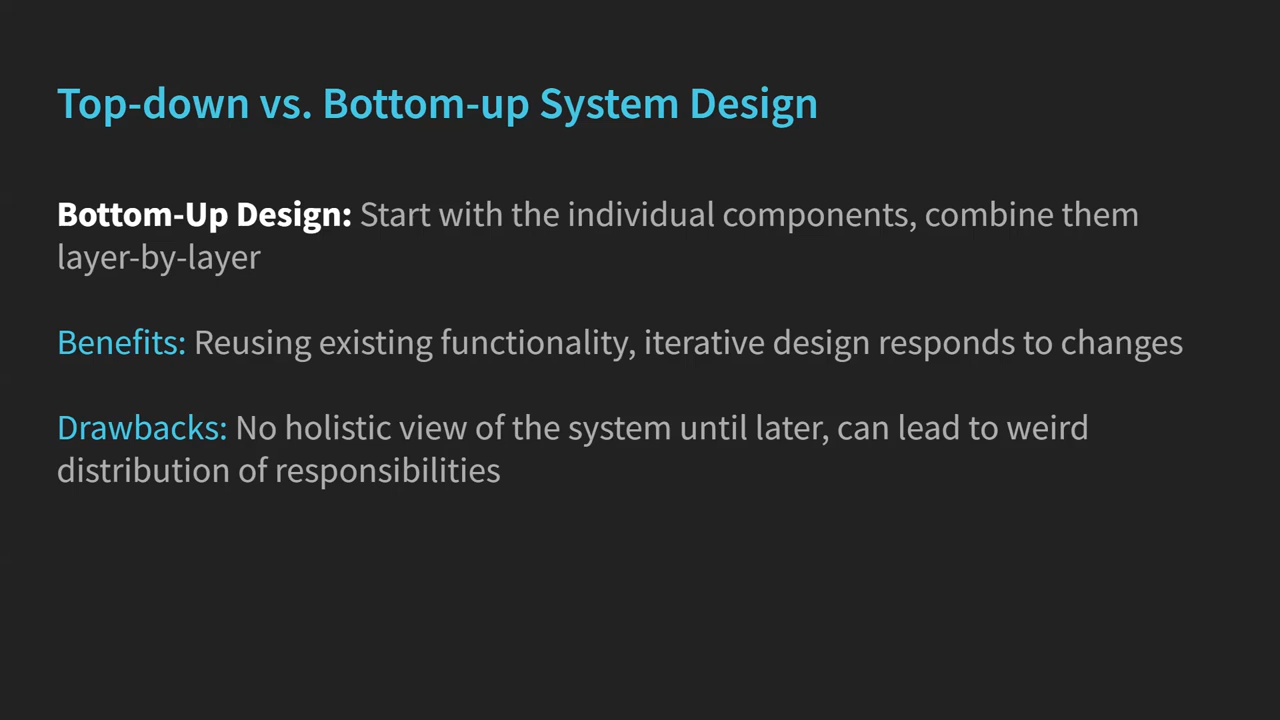 Top-down vs. Bottom-up System Design
Bottom-Up Design: Start with the individual components, combine them
layer-by-layer
Benefits: Reusing existing functionality, iterative design responds to changes
Drawbacks: No holistic view of the system until later, can lead to weird
distribution of responsibilities